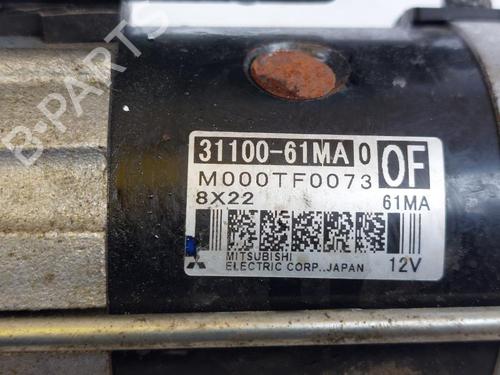 B-PARTS
31100-61MA 0
OF
M000TF0073
8X22
61MA
MITSUBISHI
ELECTRIC CORP., JAPAN
12V